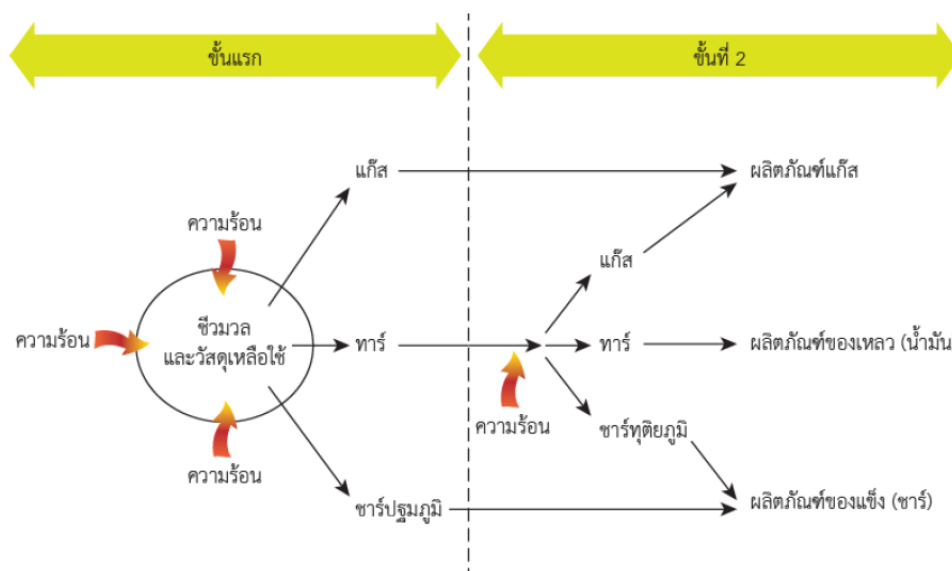 ขั้นแรก
ขั้นที่ 2
แก๊ส
ผลิตภัณฑ์แก๊ส
ความร้อน
แก๊ส
ความร้อน
ชีวมวล
และวัสดุเหลือใช้
ทาร์
ทาร์
ผลิตภัณฑ์ของเหลว (น้ำมัน
ความร้อน
ชาร์ทุติยภูมิ
ความร้อน
ชาร์ปฐมภูมิ
ผลิตภัณฑ์ของแข็ง (ชาร์)